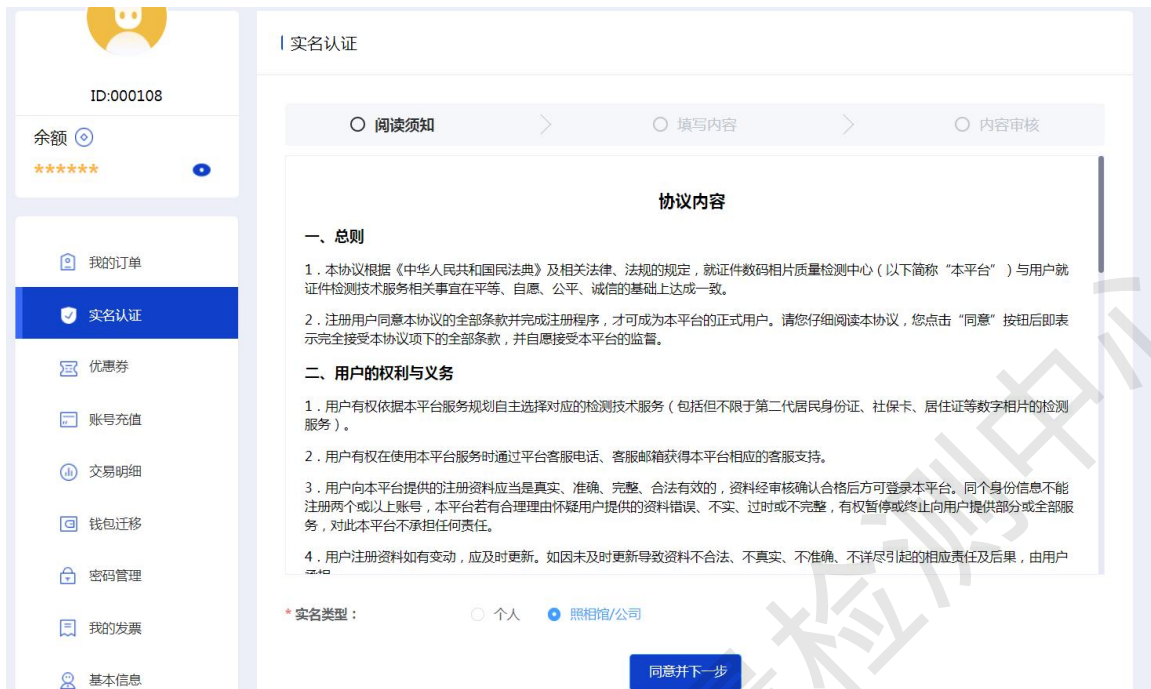 ID:000108
余额
******
我的订单
实名认证
优惠券
账号充值
交易明细
钱包迁移
密码管理
我的发票
基本信息
实名认证
阅读须知
填写内容
内容审核
协议内容
一、总则
1．本协议根据《中华人民共和国民法典》及相关法律、法规的规定，就证件数码相片质量检测中心（以下简称“本平台”）与用户就
证件检测技术服务相关事宜在平等、自愿、公平、诚信的基础上达成一致。
2．注册用户同意本协议的全部条款并完成注册程序，才可成为本平台的正式用户。请您仔细阅读本协议，您点击“同意”按钮后即表
示完全接受本协议项下的全部条款，并自愿接受本平台的监督。
二、用户的权利与义务
1．用户有权依据本平台服务规划自主选择对应的检测技术服务（包括但不限于第二代居民身份证、社保卡、居住证等数字相片的检测
服务）。
2．用户有权在使用本平台服务时通过平台客服电话、客服邮箱获得本平台相应的客服支持。
3．用户向本平台提供的注册资料应当是真实、准确、完整、合法有效的，资料经审核确认合格后方可登录本平台。同个身份信息不能
注册两个或以上账号，本平台若有合理理由怀疑用户提供的资料错误、不实、过时或不完整，有权暂停或终止向用户提供部分或全部服
务，对此本平台不承担任何责任。
4．用户注册资料如有变动，应及时更新。如因未及时更新导致资料不合法、不真实、不准确、不详尽引起的相应责任及后果，由用户
* 实名类型：
个人
照相馆/公司
同意并下一步
检测中心